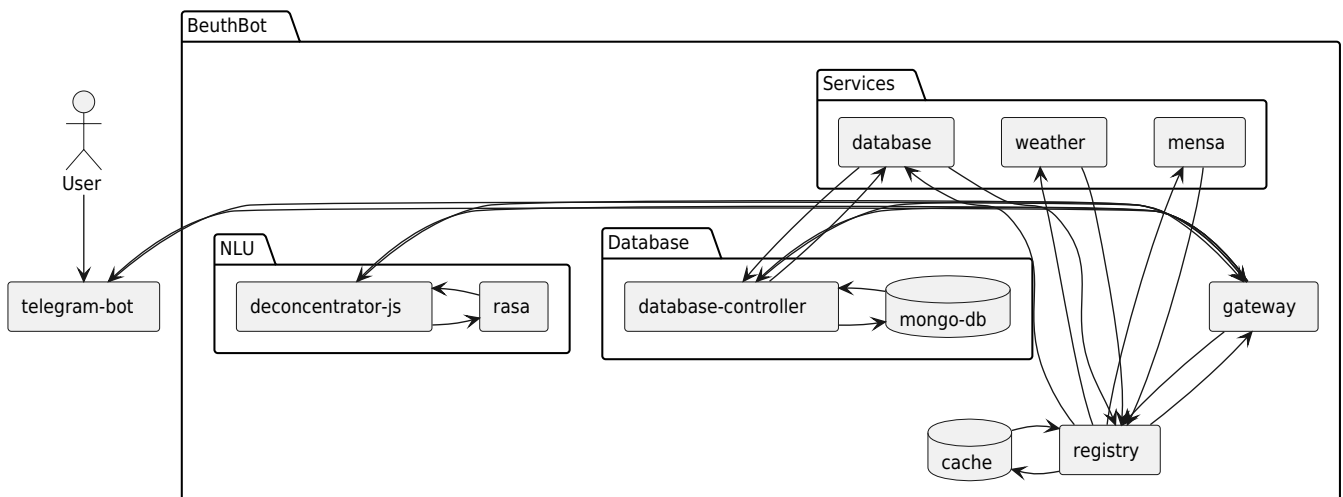 BeuthBot
Services
database
weather
mensa
User
NLU
Database
telegram-bot
deconcentrator-js
rasa
database-controller
mongo-db
gateway
cache
registry